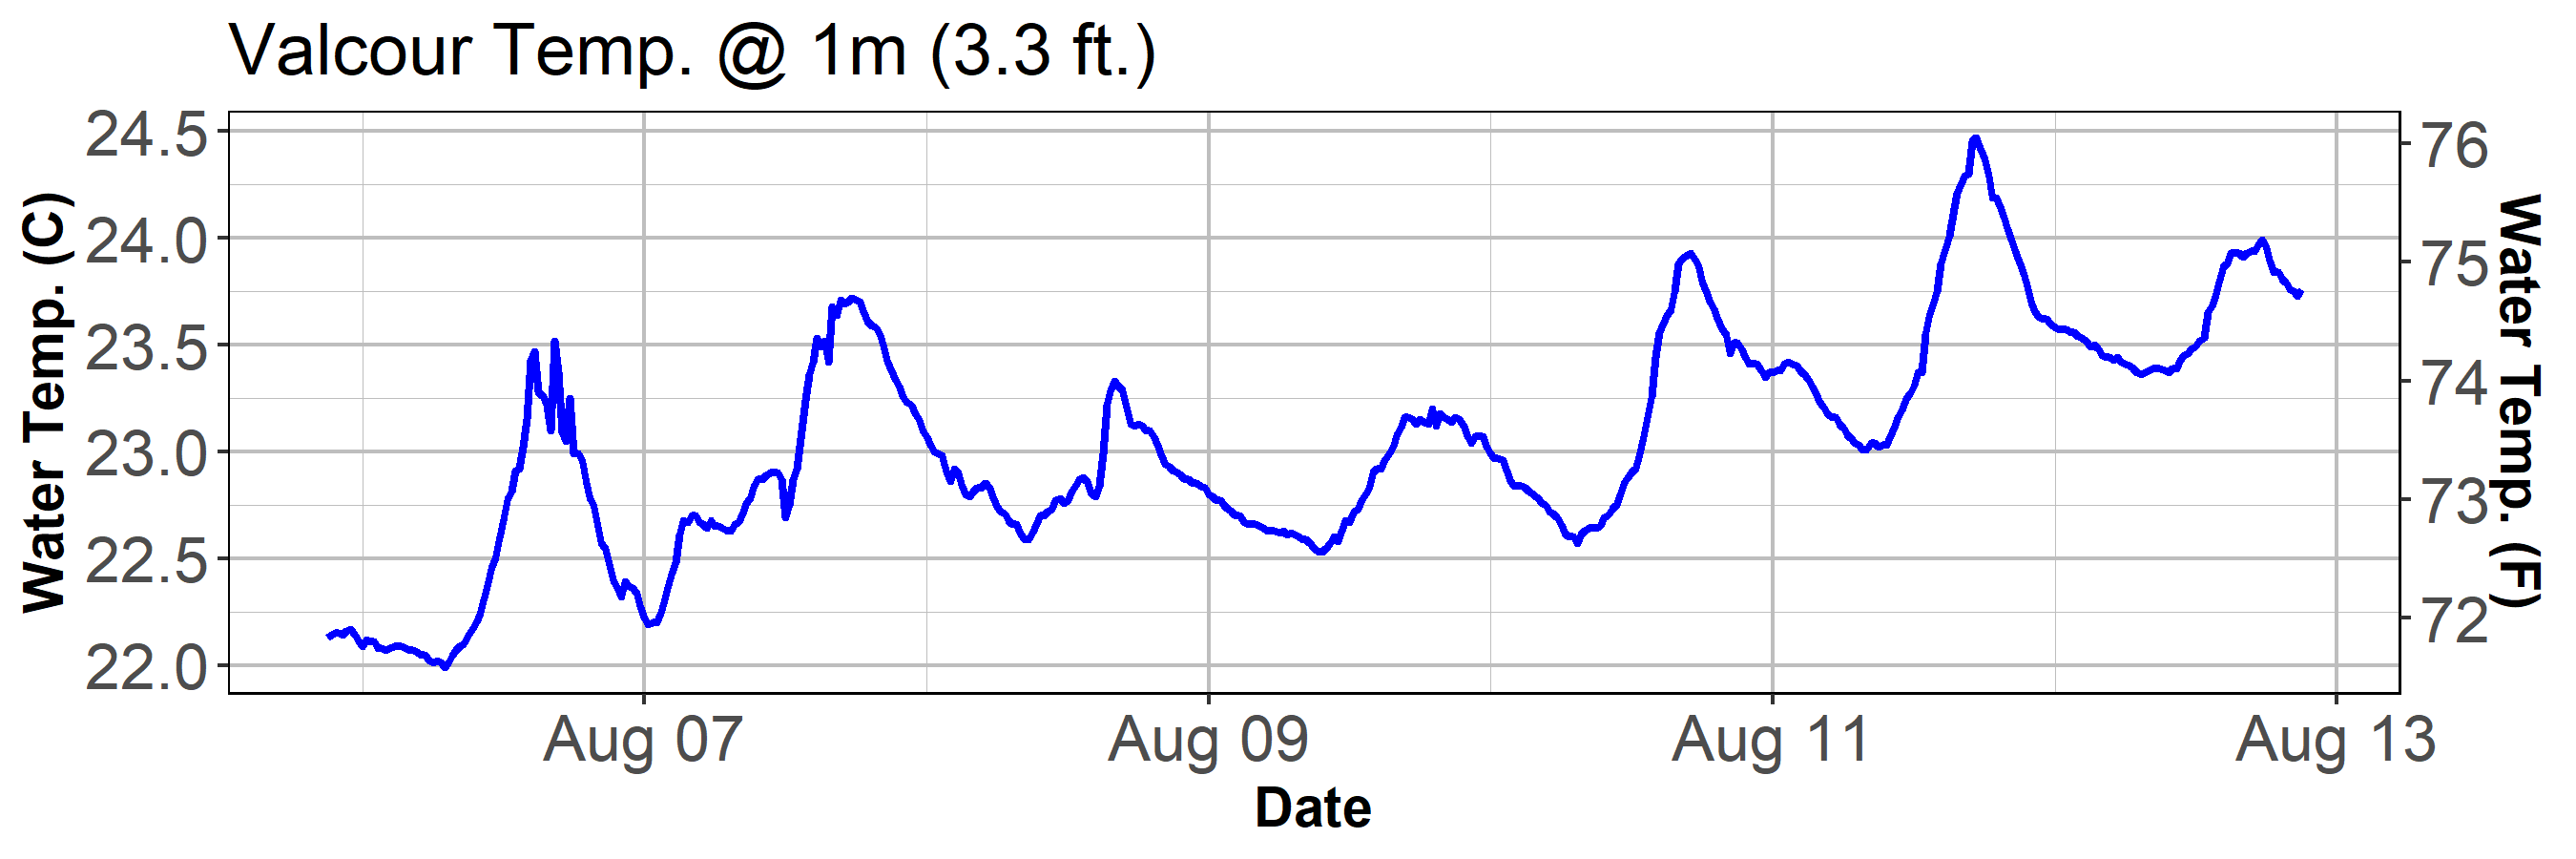 Valcour Temp. @ 1m (3.3 ft.)
Water Temp. (C)
24.5
24.0
23.5
23.0
22.5
22.0
76
75
74
73
72
Water Temp. (F)
Aug 07 Aug 09 Aug 11 Aug 13
Date